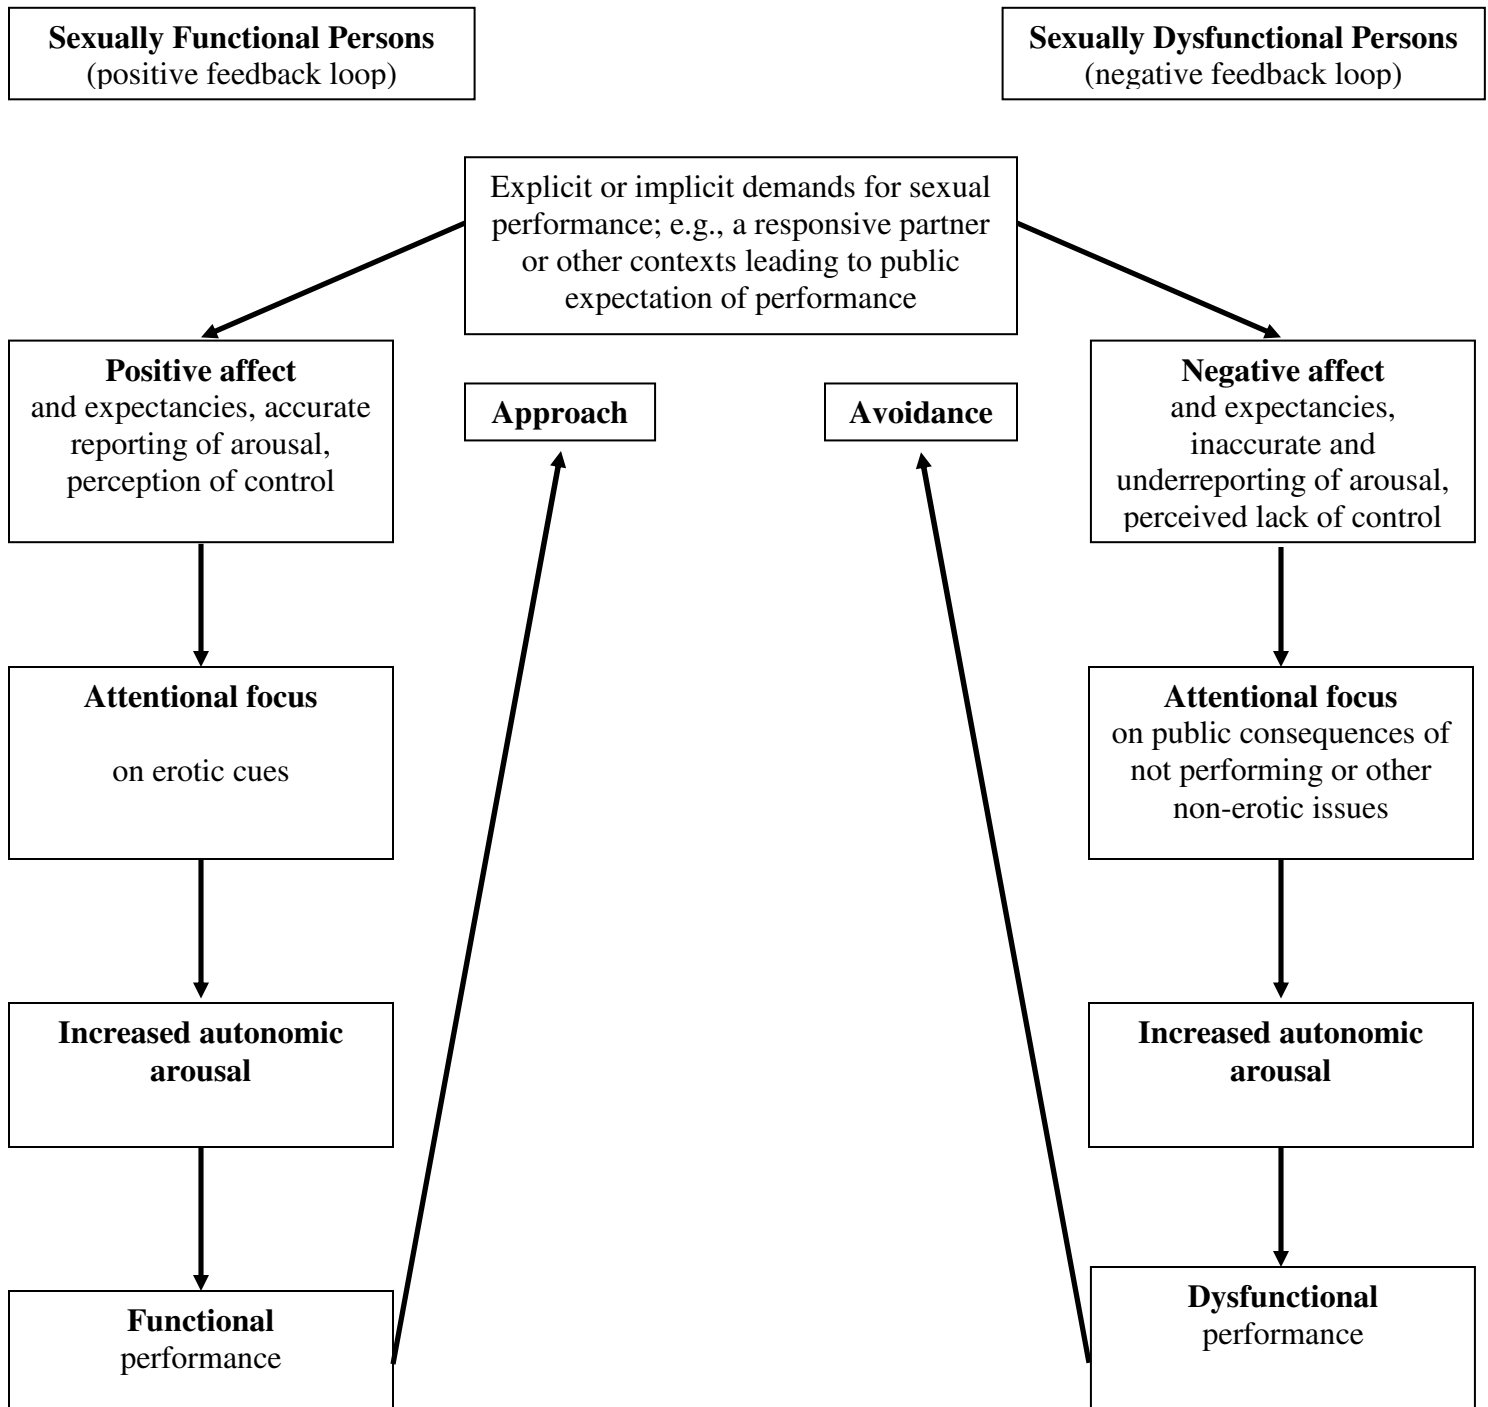 Sexually Functional Persons
(positive feedback loop)
Sexually Dysfunctional Persons
(negative feedback loop)
Explicit or implicit demands for sexual
performance; e.g., a responsive partner
or other contexts leading to public
expectation of performance
Positive affect
and expectancies, accurate
reporting of arousal,
perception of control
Approach
Avoidance
Negative affect
and expectancies,
inaccurate and
underreporting of arousal,
perceived lack of control
Attentional focus
on erotic cues
Attentional focus
on public consequences of
not performing or other
non-erotic issues
Increased autonomic
arousal
Increased autonomic
arousal
Functional
performance
Dysfunctional
performance